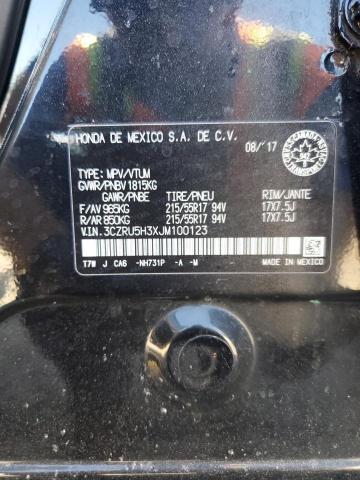 HONDA DE MEXICO S.A. DE C.V.
08/'17
TYPE: MPV/VTUM
GVWR/PNBV 1815KG
GAWR/PNBE TIRE/PNEU RIM/JANTE
F/AV 965KG 215/55R17 94V 17X7.5J
R/AR 850KG 215/55R17 94V 17X7.5J
V.I.N. 3CZRU5H3XJM100123
T7W J CA6 -NH731P -A -M
MADE IN MEXICO
CANADA
TRANSPORT